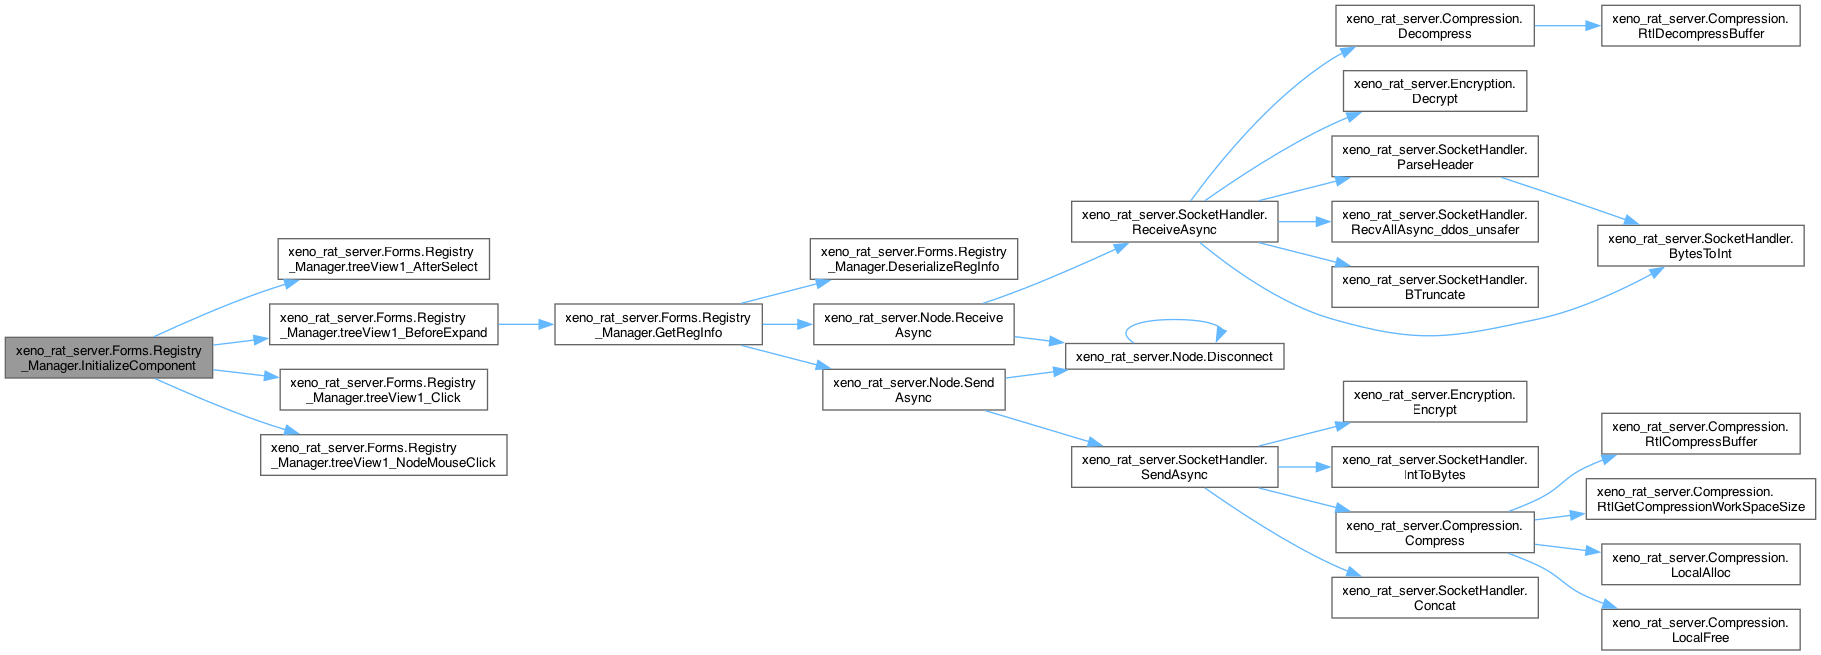 xeno_rat_server.Forms.Registry
_Manager.InitializeComponent
xeno_rat_server.Forms.Registry
_Manager.treeView1_AfterSelect
xeno_rat_server.Forms.Registry
_Manager.treeView1_BeforeExpand
xeno_rat_server.Forms.Registry
_Manager.treeView1_Click
xeno_rat_server.Forms.Registry
_Manager.treeView1_NodeMouseClick
xeno_rat_server.Forms.Registry
_Manager.GetRegInfo
xeno_rat_server.Forms.Registry
_Manager.DeserializeRegInfo
xeno_rat_server.Node.Receive
Async
xeno_rat_server.Node.Send
Async
xeno_rat_server.SocketHandler.
ReceiveAsync
xeno_rat_server.Node.Disconnect
xeno_rat_server.SocketHandler.
SendAsync
xeno_rat_server.Compression.
Decompress
xeno_rat_server.Encryption.
Decrypt
xeno_rat_server.SocketHandler.
ParseHeader
xeno_rat_server.SocketHandler.
RecvAllAsync_ddos_unsafer
xeno_rat_server.SocketHandler.
BTruncate
xeno_rat_server.Encryption.
Encrypt
xeno_rat_server.SocketHandler.
IntToBytes
xeno_rat_server.Compression.
Compress
xeno_rat_server.SocketHandler.
Concat
xeno_rat_server.Compression.
RtlDecompressBuffer
xeno_rat_server.SocketHandler.
BytesToInt
xeno_rat_server.Compression.
RtlCompressBuffer
xeno_rat_server.Compression.
RtlGetCompressionWorkSpaceSize
xeno_rat_server.Compression.
LocalAlloc
xeno_rat_server.Compression.
LocalFree